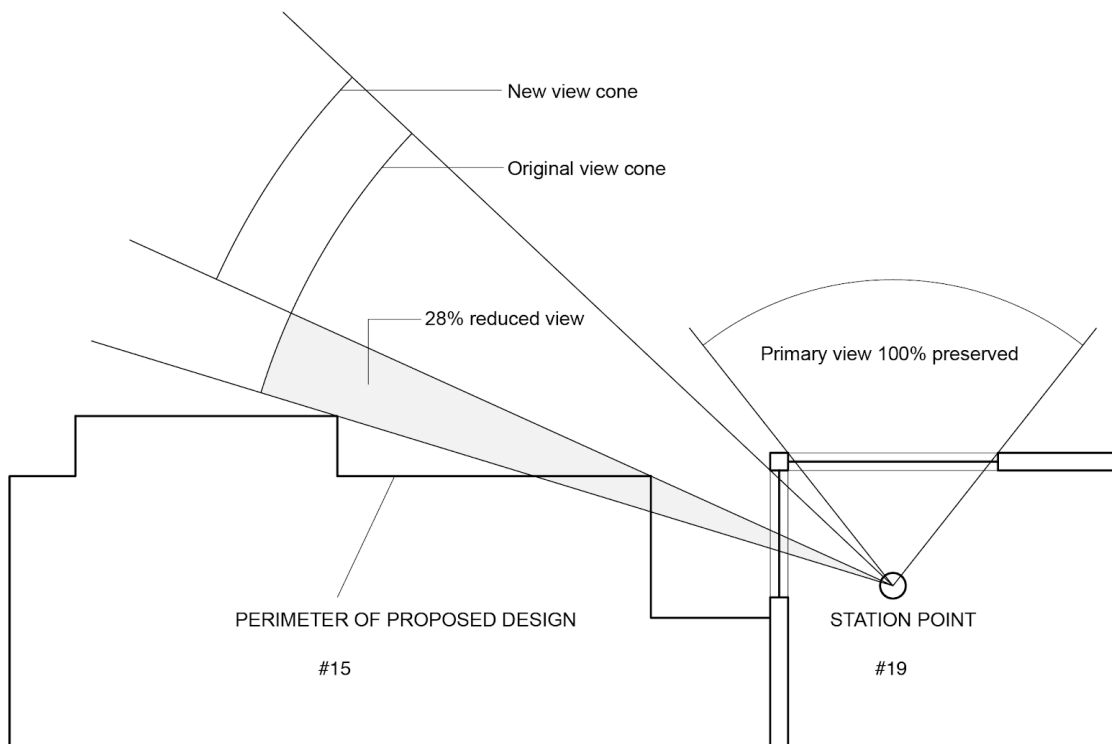 New view cone
Original view cone
28% reduced view
Primary view 100% preserved
PERIMETER OF PROPOSED DESIGN
STATION POINT
#15
#19